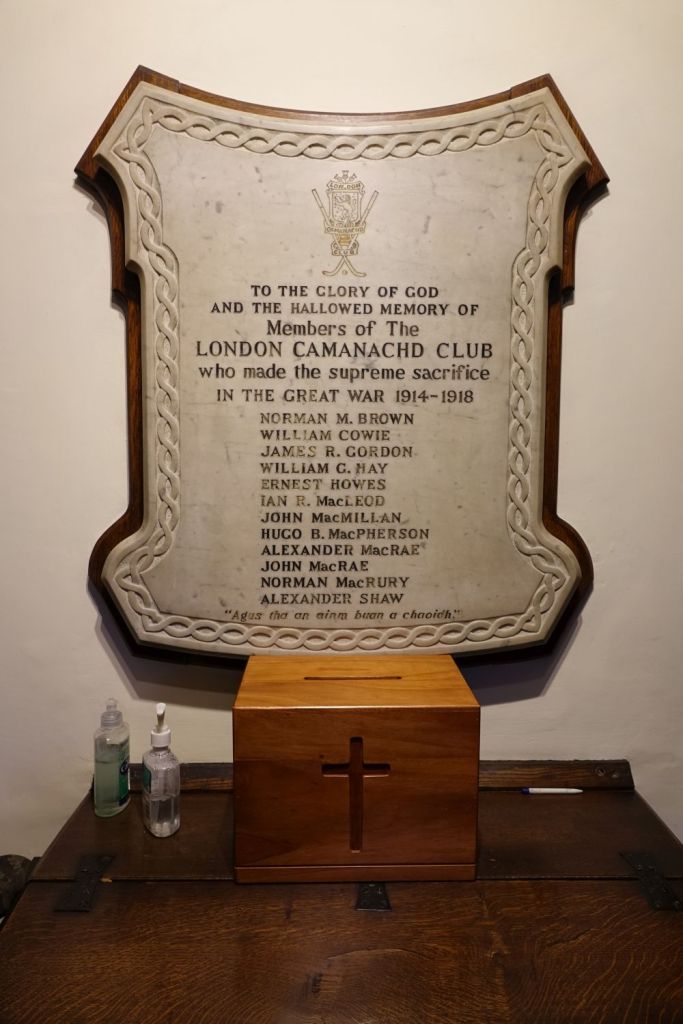 LONDON
CAMANACHD
CLUB
TO THE GLORY OF GOD
AND THE HALLOWED MEMORY OF
Members of The
LONDON CAMANACHD CLUB
who made the supreme sacrifice
IN THE GREAT WAR 1914-1918
NORMAN M. BROWN
WILLIAM COWIE
JAMES R. GORDON
WILLIAM G. HAY
ERNEST HOWES
IAN R. MacLEOD
JOHN MacMILLAN
HUGO B. MacPHERSON
ALEXANDER MacRAE
JOHN MacRAE
NORMAN MacRURY
ALEXANDER SHAW
"Agus tha an ainm buan a chaoidh."